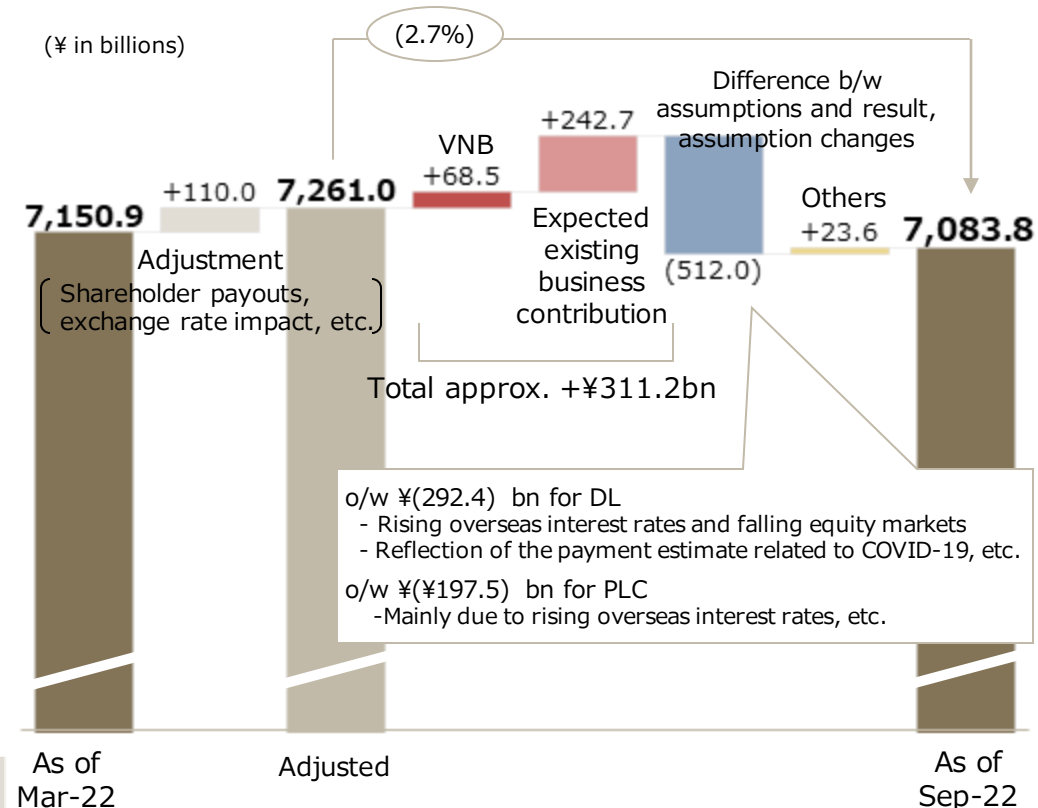 (¥ in billions)
(2.7%)
7,150.9
+110.0
Adjustment
Shareholder payouts,
exchange rate impact, etc.
7,261.0
VNB
+68.5
+242.7
Expected
existing
business
contribution
Difference b/w
assumptions and result,
assumption changes
(512.0)
Others
+23.6
7,083.8
Total approx. +¥311.2bn
o/w ¥(292.4) bn for DL
- Rising overseas interest rates and falling equity markets
- Reflection of the payment estimate related to COVID-19, etc.
o/w ¥(¥197.5) bn for PLC
-Mainly due to rising overseas interest rates, etc.
As of
Mar-22
Adjusted
As of
Sep-22